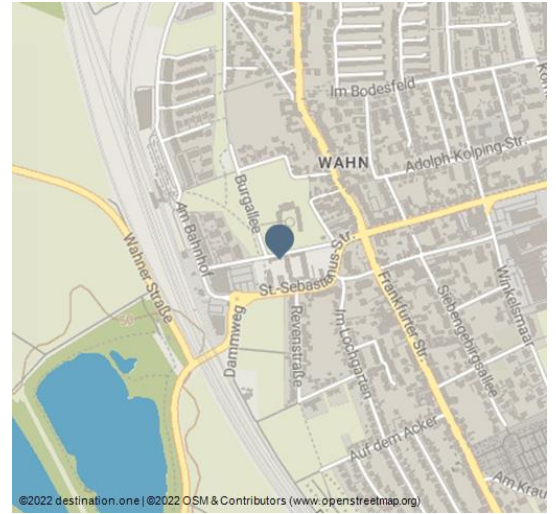 Im Bodesfeld
WAHN
Adolph-Kolping-Str.
Burgallee
Am Bahnhof
Wahner Straße
St.-Sebastianus-Str.
Dammweg
Revenstraße
Im Lochgarten
Frankfurter Str.
Siebengebirgsallee
Winkelsmaar
50
Auf dem Acker
Am Krau
©2022 destination.one | ©2022 OSM & Contributors (www.openstreetmap.org)